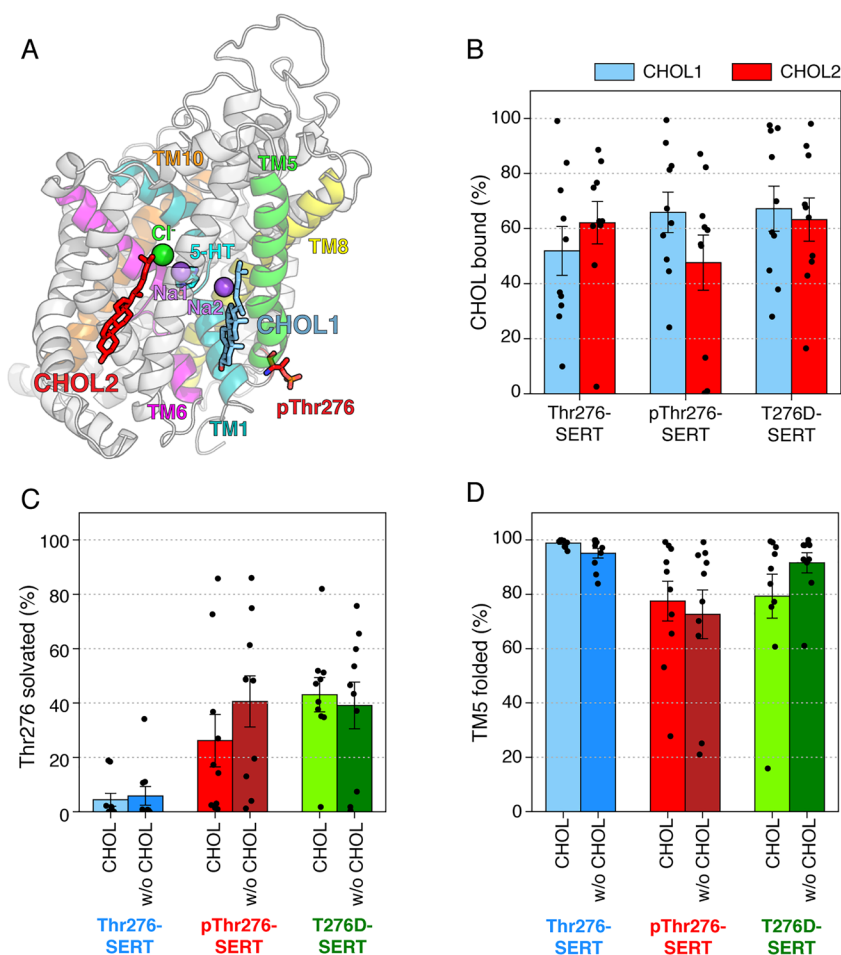 A
TM10
TM5
Cl-
5-HT
TM8
Na1
Na2
CHOL1
CHOL2
pThr276
TM6
TM1
B
CHOL1 CHOL2
CHOL bound (%)
100
80
60
40
20
0
Thr276- pThr276- T276D-
SERT SERT SERT
C
Thr276 solvated (%)
100
80
60
40
20
0
CHOL w/o CHOL CHOL w/o CHOL CHOL w/o CHOL
Thr276- pThr276- T276D-
SERT SERT SERT
D
TM5 folded (%)
100
80
60
40
20
0
CHOL w/o CHOL CHOL w/o CHOL CHOL w/o CHOL
Thr276- pThr276- T276D-
SERT SERT SERT